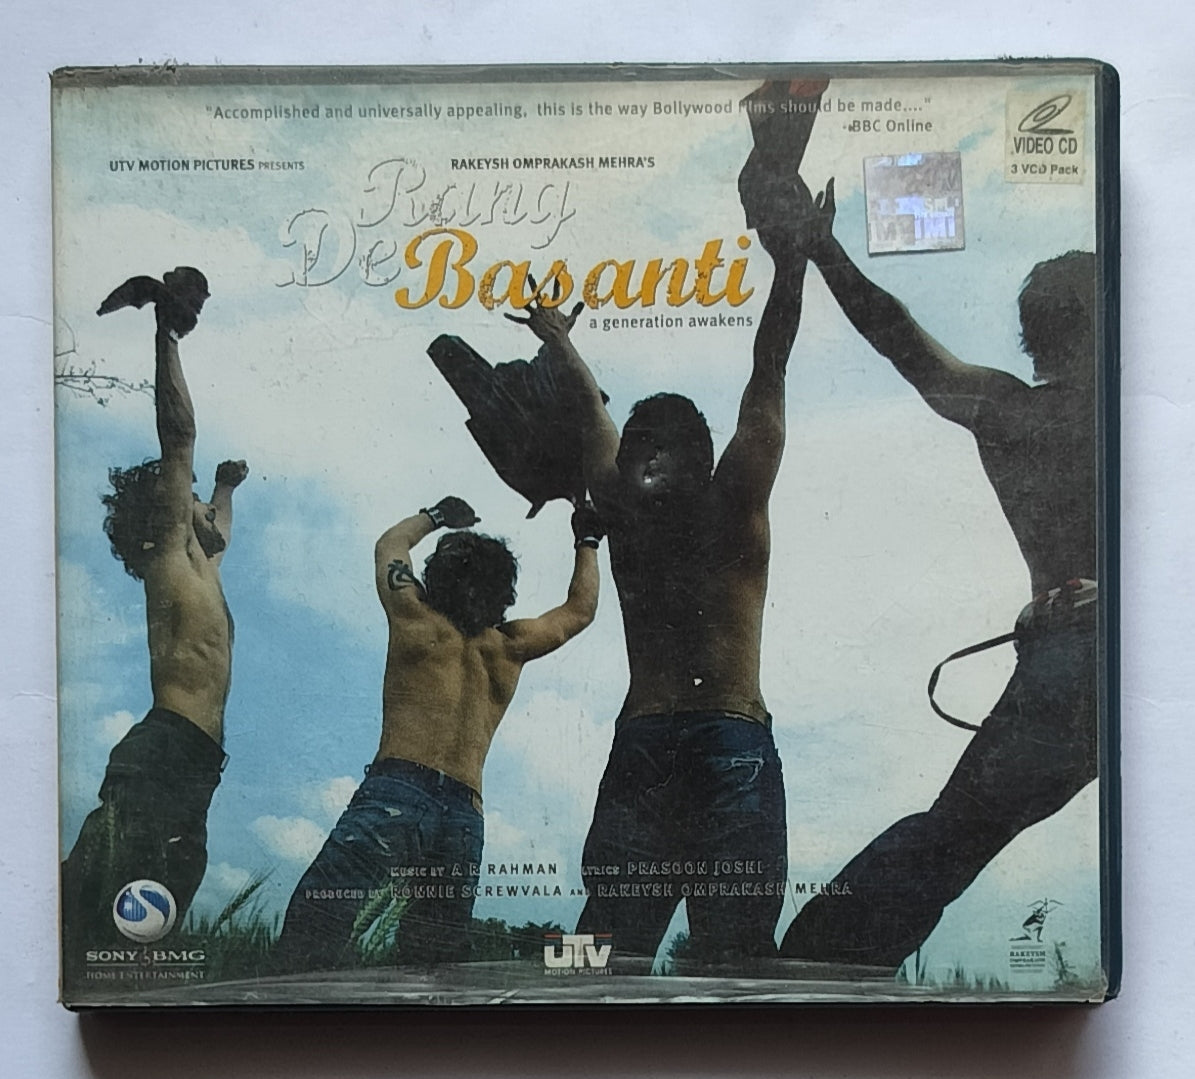 "Accomplished and universally appealing, this is the way Bollywood films should be made...."
-BBC Online
VIDEO CD
3 VCD Pack
UTV MOTION PICTURES PRESENTS
RAKEYSH OMPRAKASH MEHRA'S
Rang
De Basanti
a generation awakens
MUSIC BY A R RAHMAN LYRICS PRASOON JOSHI
PRODUCED BY RONNIE SCREWVALA AND RAKEYSH OMPRAKASH MEHRA
SONY BMG
HOME ENTERTAINMENT
UTV
MOTION PICTURES
RAKEYSH